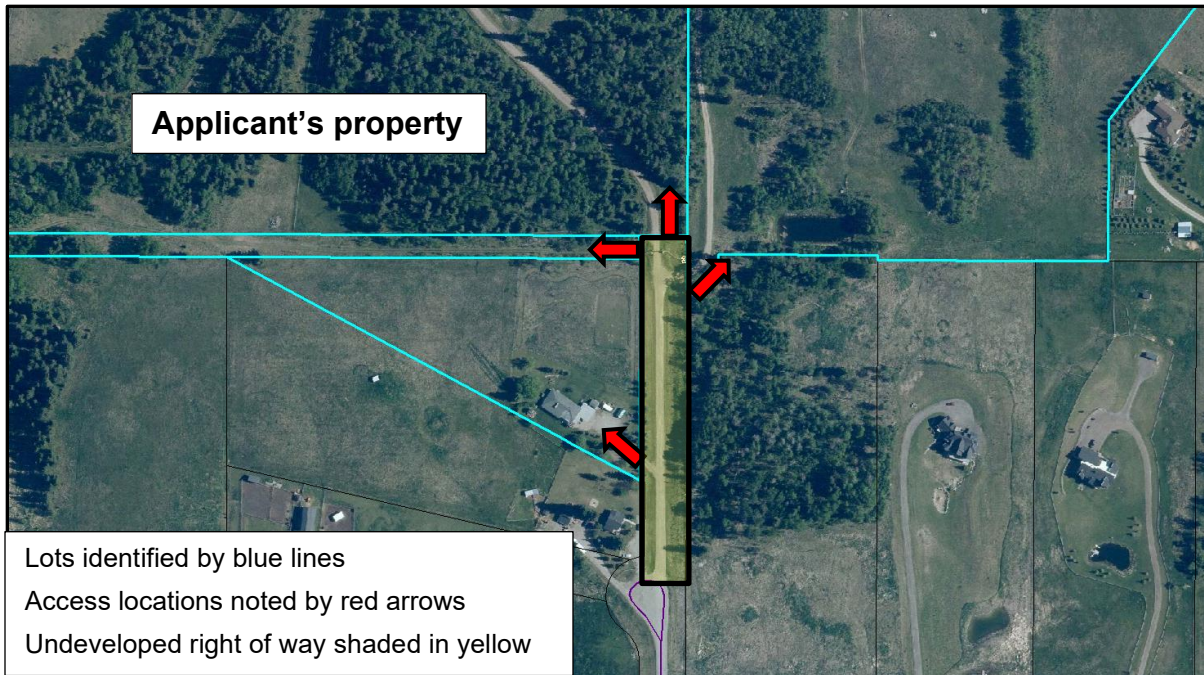 Applicant's property
Lots identified by blue lines
Access locations noted by red arrows
Undeveloped right of way shaded in yellow